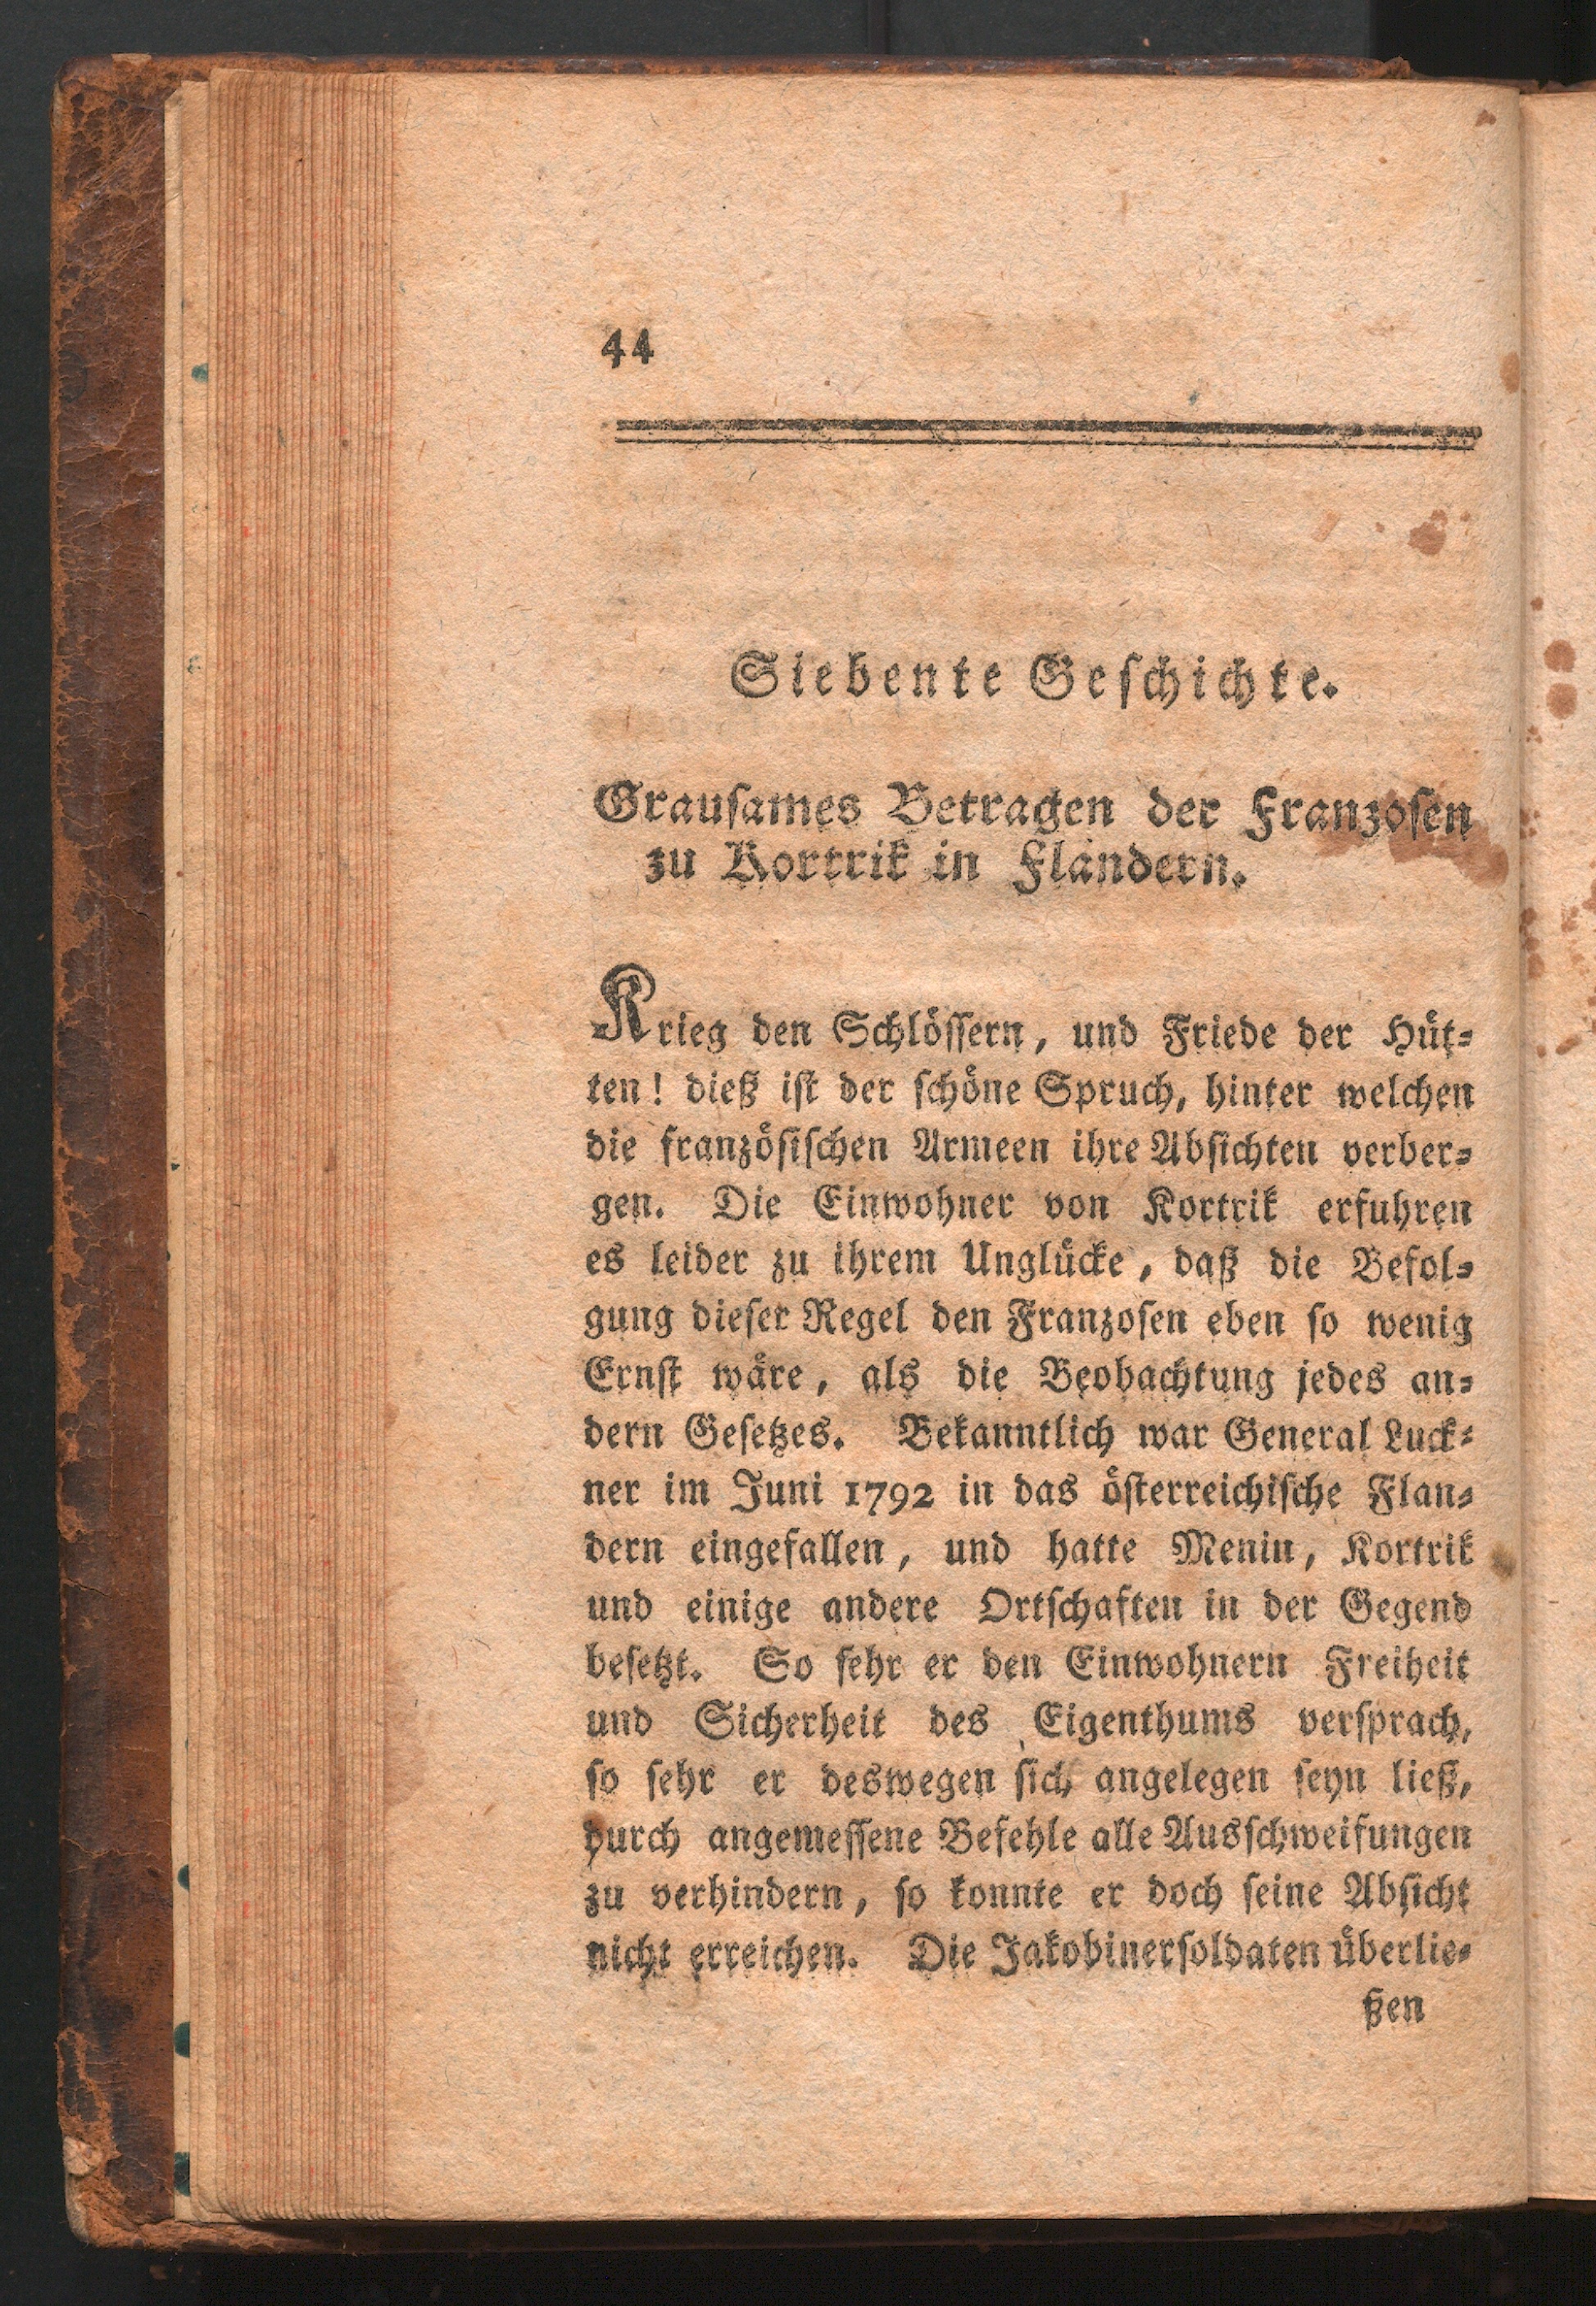 44
Siebente Geschichte.
Grausames Betragen der Franzosen
zu Kortrik in Flandern.
Krieg den Schlössern, und Friede der Hüt-
ten! dieß ist der schöne Spruch, hinter welchen
die französischen Armeen ihre Absichten verber-
gen. Die Einwohner von Kortrik erfuhren
es leider zu ihrem Unglücke, daß die Befol-
gung dieser Regel den Franzosen eben so wenig
Ernst wäre, als die Beobachtung jedes an-
dern Gesetzes. Bekanntlich war General Luck-
ner im Juni 1792 in das österreichische Flan-
dern eingefallen, und hatte Menin, Kortrik
und einige andere Ortschaften in der Gegend
besetzt. So sehr er den Einwohnern Freiheit
und Sicherheit des Eigenthums versprach,
so sehr er deswegen sich angelegen seyn ließ,
durch angemessene Befehle alle Ausschweifungen
zu verhindern, so konnte er doch seine Absicht
nicht erreichen. Die Jakobinersoldaten überlie-
ßen